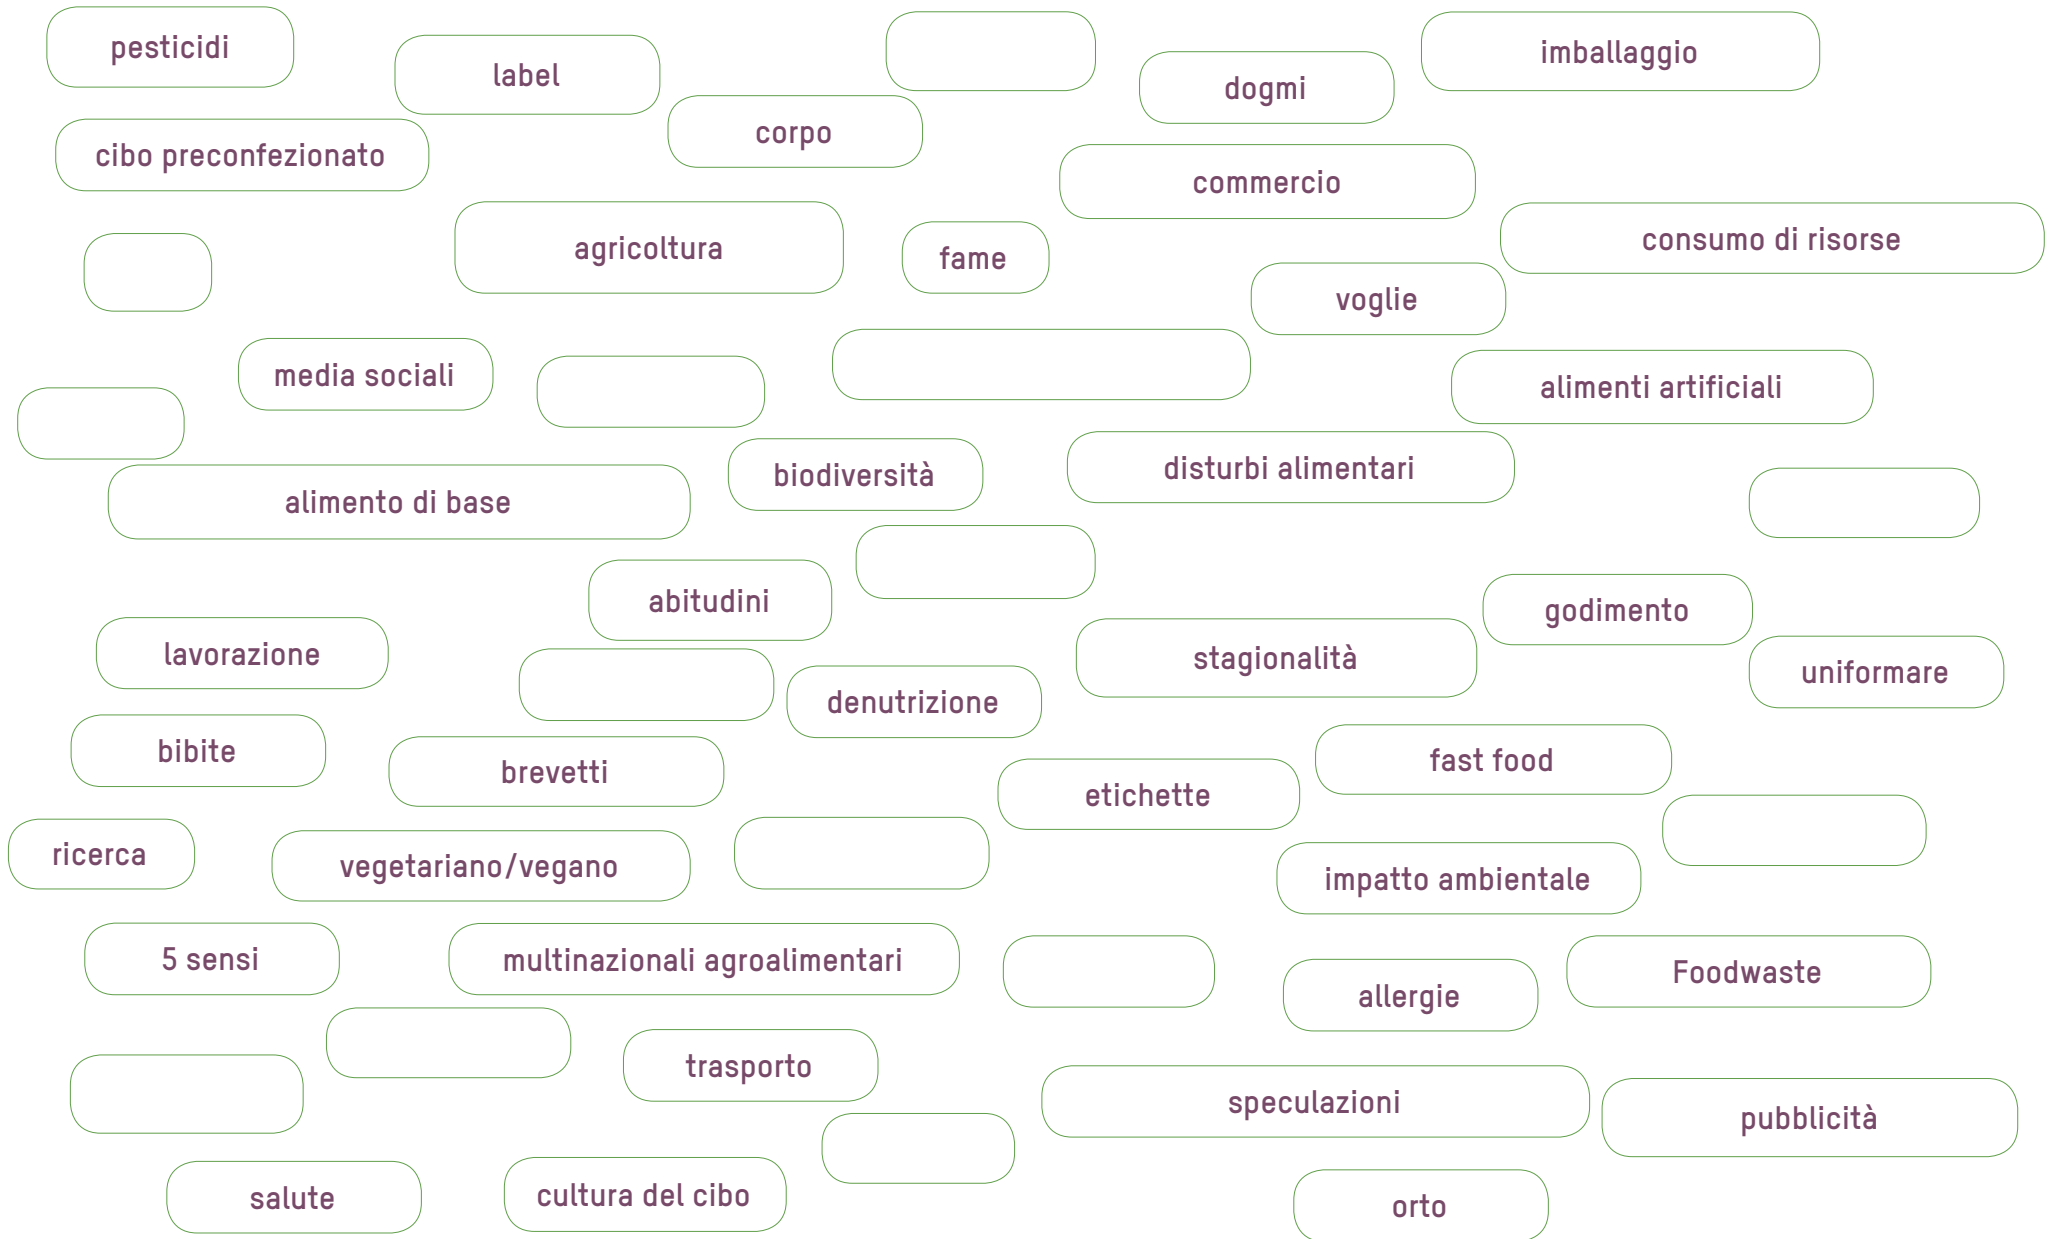 pesticidi
label
dogmi
imballaggio
corpo
cibo preconfezionato
commercio
agricoltura
fame
consumo di risorse
voglie
media sociali
alimenti artificiali
alimento di base
biodiversità
disturbi alimentari
abitudini
godimento
lavorazione
stagionalità
uniformare
denutrizione
bibite
brevetti
fast food
etichette
ricerca
vegetariano/vegano
impatto ambientale
5 sensi
multinazionali agroalimentari
allergie
Foodwaste
trasporto
speculazioni
pubblicità
salute
cultura del cibo
orto